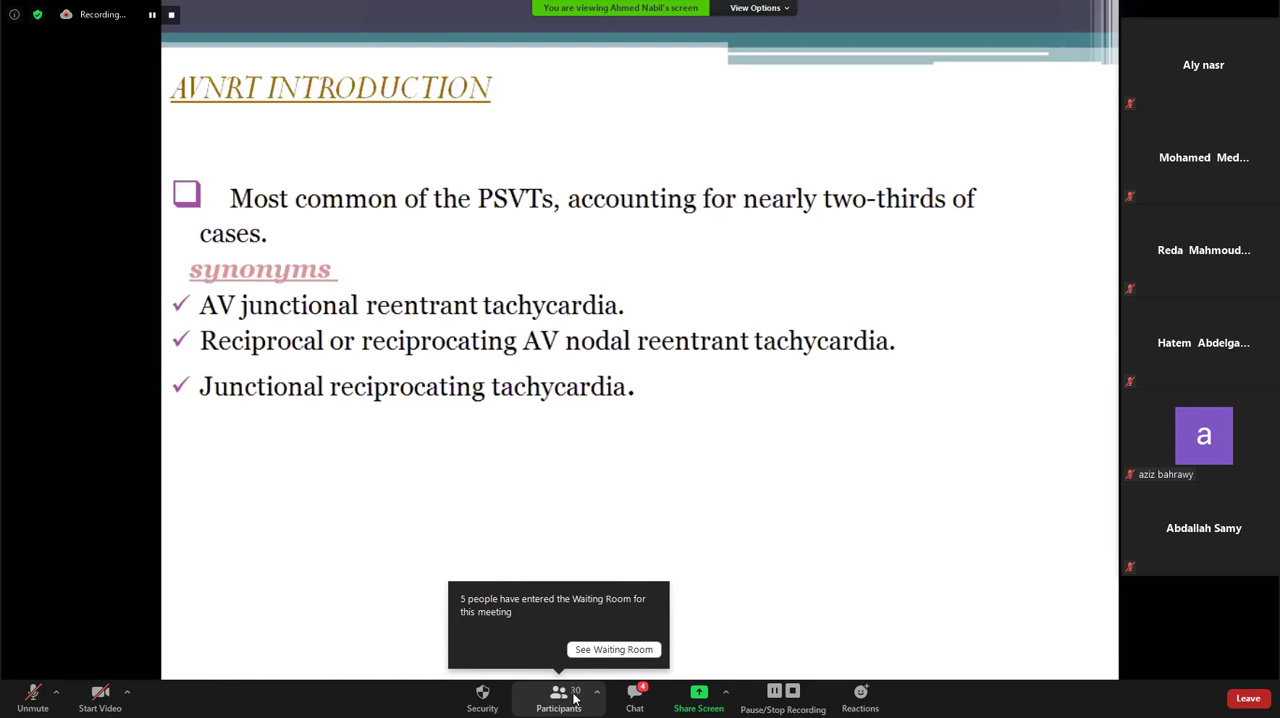 Recording...
You are viewing Ahmed Nabil's screen
View Options
AVNRT INTRODUCTION
Most common of the PSVTs, accounting for nearly two-thirds of
cases.
synonyms
AV junctional reentrant tachycardia.
Reciprocal or reciprocating AV nodal reentrant tachycardia.
Junctional reciprocating tachycardia.
Aly nasr
Mohamed Med...
Reda Mahmoud...
Hatem Abdelga...
a
aziz bahrawy
Abdallah Samy
5 people have entered the Waiting Room for
this meeting
See Waiting Room
Unmute
Start Video
Security
30
Participants
4
Chat
Share Screen
Pause/Stop Recording
Reactions
Leave